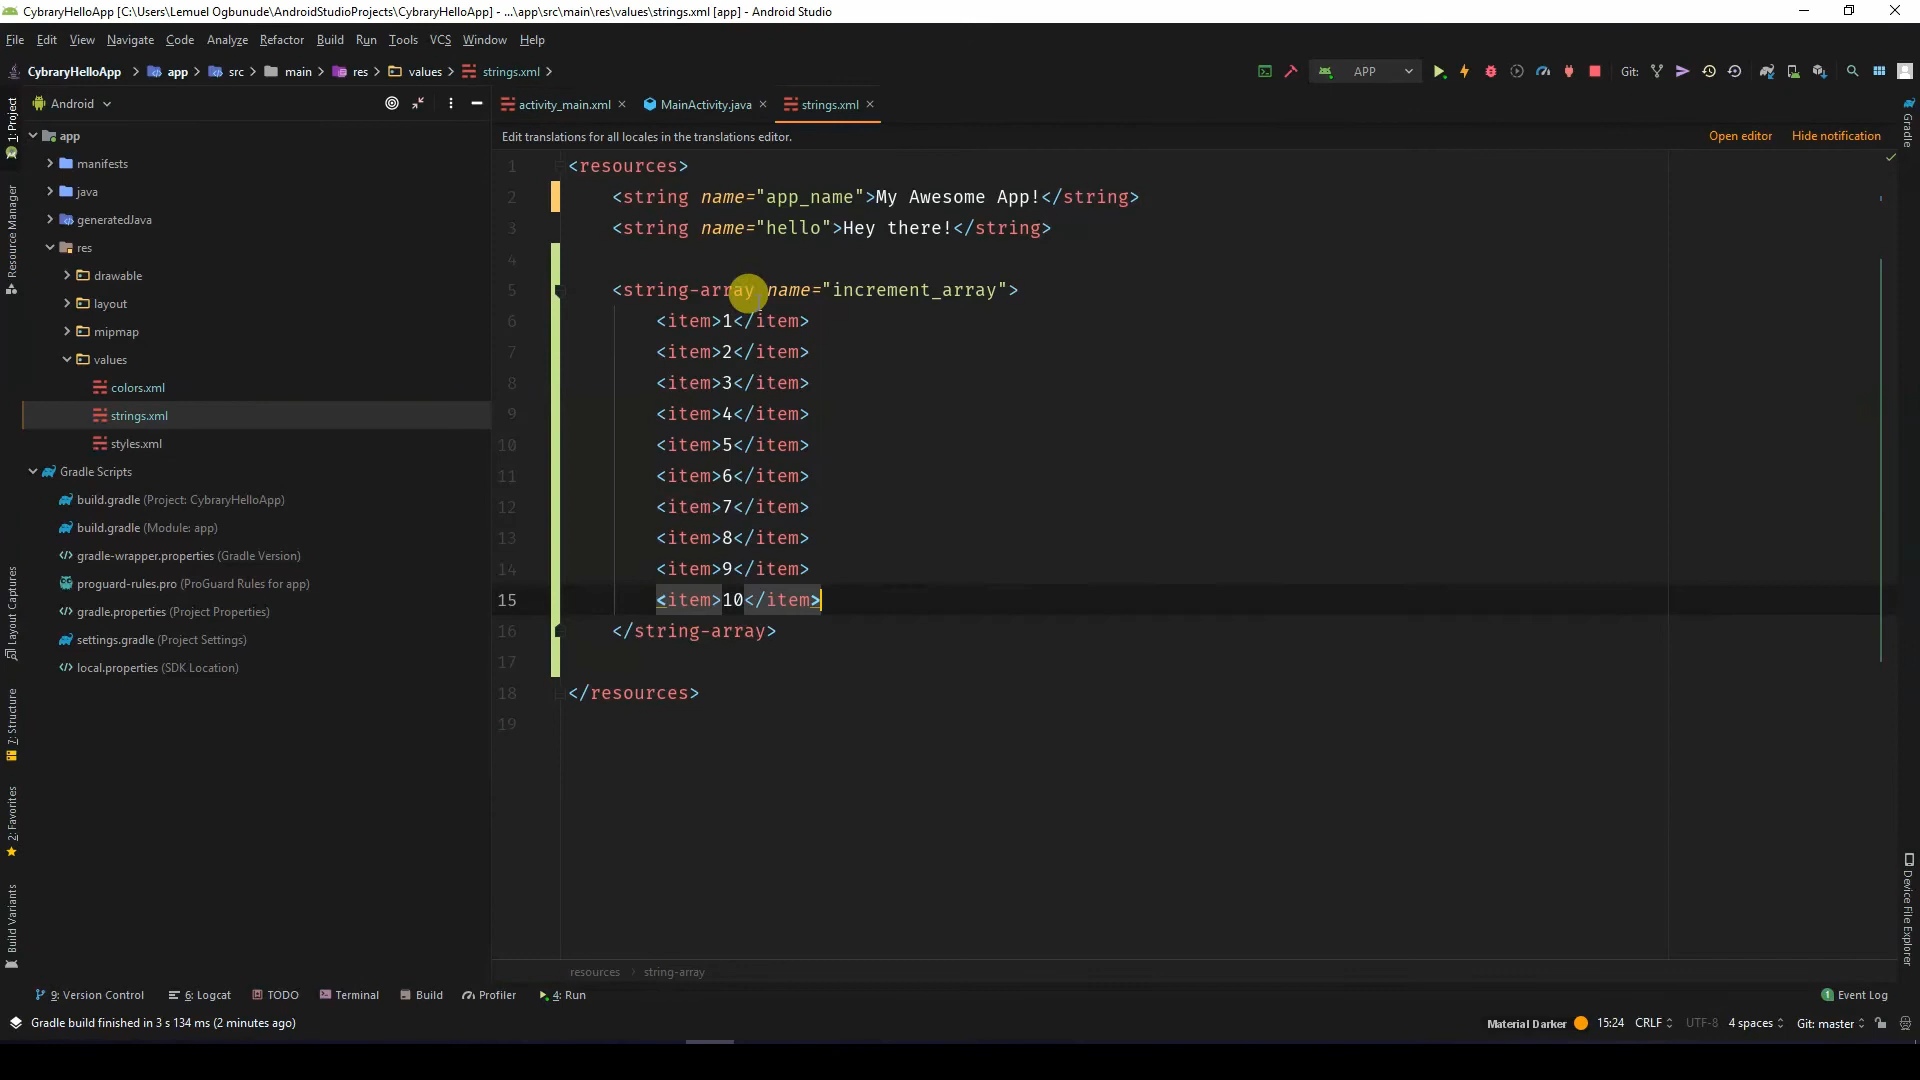 CybraryHelloApp [C:\Users\Lemuel Ogbunude\AndroidStudioProjects\CybraryHelloApp] - ...\app\src\main\res\values\strings.xml [app] - Android Studio
File Edit View Navigate Code Analyze Refactor Build Run Tools VCS Window Help
CybraryHelloApp app src main res values strings.xml APP Git:
Android activity_main.xml MainActivity.java strings.xml
Edit translations for all locales in the translations editor. Open editor Hide notification
1: Project
Resource Manager
Layout Captures
7: Structure
2: Favorites
Build Variants
app
manifests
java
generatedJava
res
drawable
layout
mipmap
values
colors.xml
strings.xml
styles.xml
Gradle Scripts
build.gradle (Project: CybraryHelloApp)
build.gradle (Module: app)
gradle-wrapper.properties (Gradle Version)
proguard-rules.pro (ProGuard Rules for app)
gradle.properties (Project Properties)
settings.gradle (Project Settings)
local.properties (SDK Location)
1 <resources>
2 <string name="app_name">My Awesome App!</string>
3 <string name="hello">Hey there!</string>
4
5 <string-array name="increment_array">
6 <item>1</item>
7 <item>2</item>
8 <item>3</item>
9 <item>4</item>
10 <item>5</item>
11 <item>6</item>
12 <item>7</item>
13 <item>8</item>
14 <item>9</item>
15 <item>10</item>
16 </string-array>
17
18 </resources>
19
resources string-array
Gradle
Device File Explorer
9: Version Control 6: Logcat TODO Terminal Build Profiler 4: Run 1 Event Log
Gradle build finished in 3 s 134 ms (2 minutes ago) Material Darker 15:24 CRLF UTF-8 4 spaces Git: master